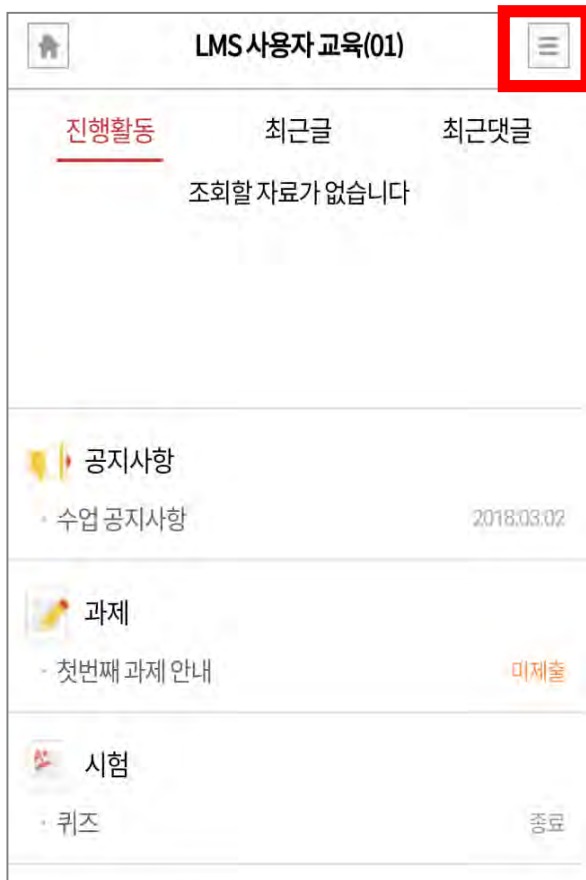 LMS 사용자 교육(01)
진행활동 최근글 최근댓글
조회할 자료가 없습니다
공지사항
· 수업 공지사항 2018.03.02
과제
· 첫번째 과제 안내 미제출
시험
· 퀴즈 종료